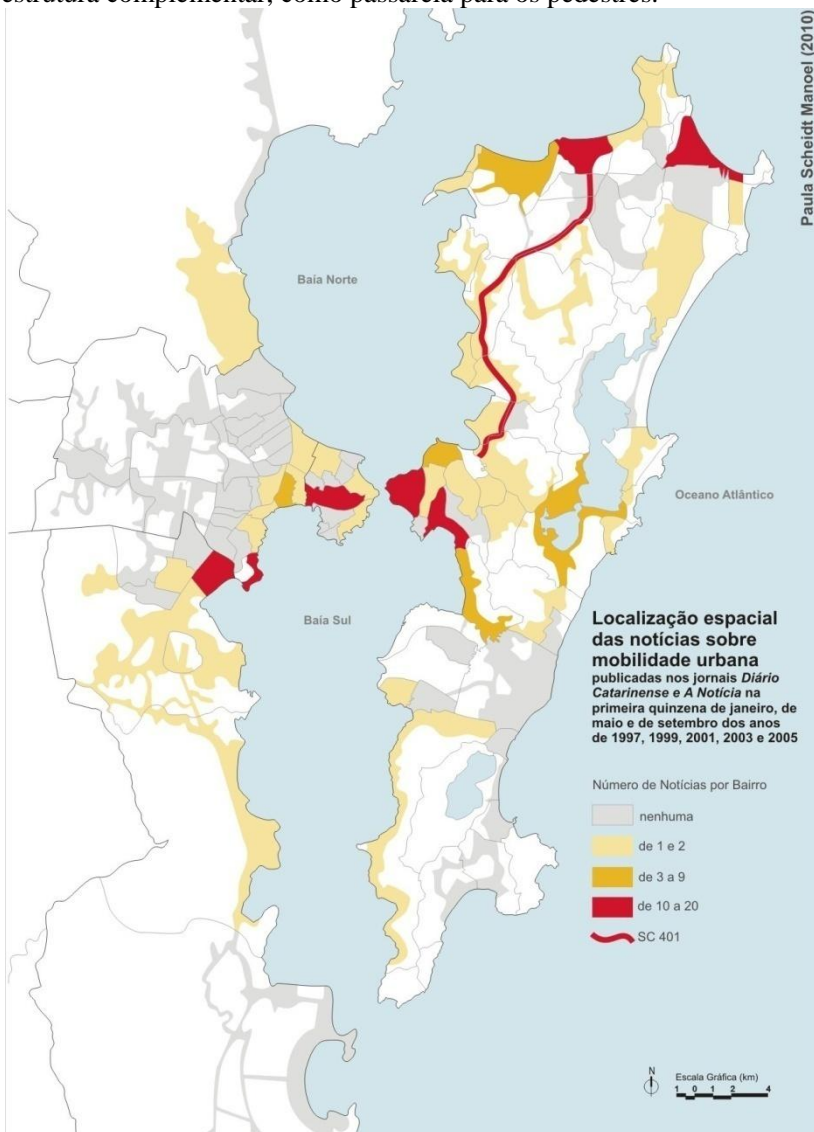 estrutura complementar, como passarela para os pedestres.
Paula Scheidt Manoel (2010)
Baía Norte
Oceano Atlântico
Baía Sul
Localização espacial
das notícias sobre
mobilidade urbana
publicadas nos jornais Diário
Catarinense e A Notícia na
primeira quinzena de janeiro, de
maio e de setembro dos anos
de 1997, 1999, 2001, 2003 e 2005
Número de Notícias por Bairro
nenhuma
de 1 e 2
de 3 a 9
de 10 a 20
SC 401
N
Escala Gráfica (km)
1 0 1 2 4